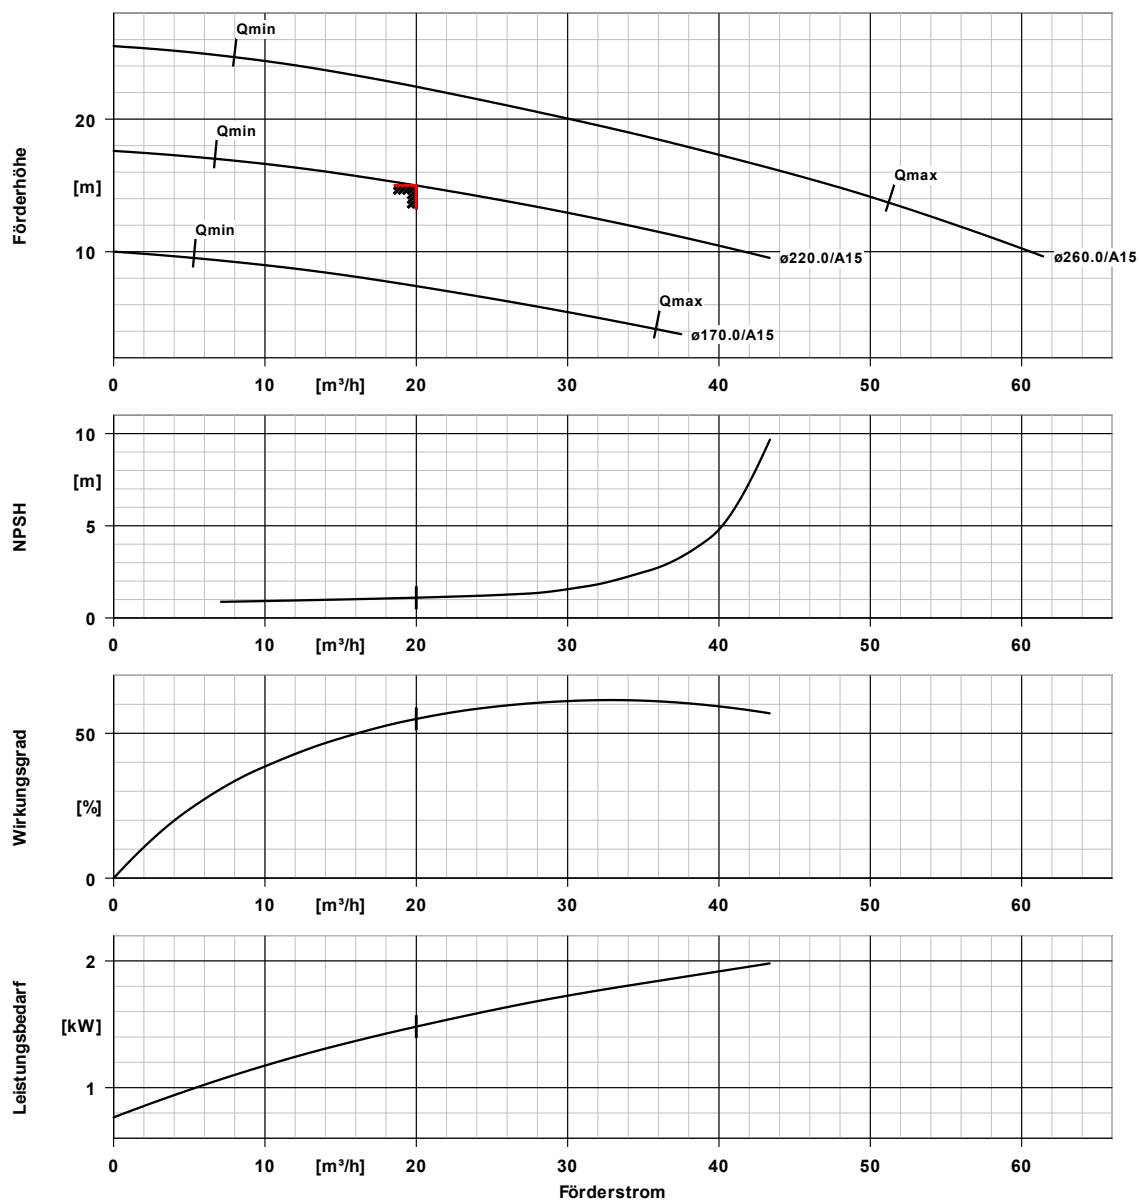 Qmin
Qmin
Qmin
Qmax
Qmax
ø260.0/A15
ø220.0/A15
ø170.0/A15
20
[m]
10
Förderhöhe
0 10 [m³/h] 20 30 40 50 60
10
[m]
5
0
NPSH
0 10 [m³/h] 20 30 40 50 60
50
[%]
0
Wirkungsgrad
0 10 [m³/h] 20 30 40 50 60
2
[kW]
1
Leistungsbedarf
0 10 [m³/h] 20 30 40 50 60
Förderstrom